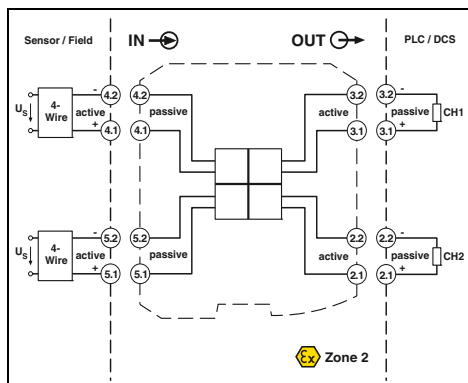 Sensor / Field
IN
OUT
PLC / DCS
4.2
4.2
3.2
3.2
-
-
US
4-
Wire
active
passive
active
passive
CH1
+
+
4.1
4.1
3.1
3.1
5.2
5.2
2.2
2.2
-
-
US
4-
Wire
active
passive
active
passive
CH2
+
+
5.1
5.1
2.1
2.1
Ex Zone 2